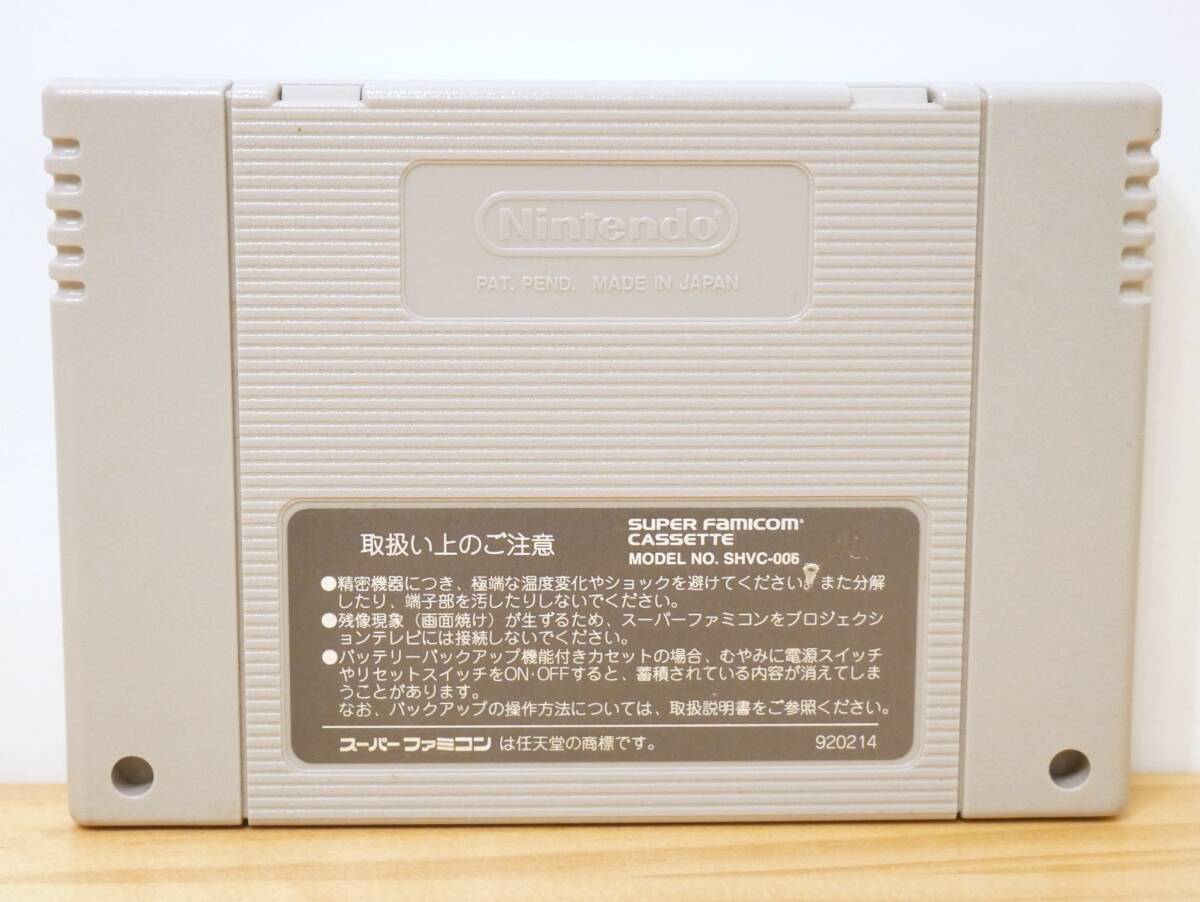 Nintendo®
PAT. PEND. MADE IN JAPAN
取扱い上のご注意
SUPER FAMICOM®
CASSETTE
MODEL NO. SHVC-006
●精密機器につき、極端な温度変化やショックを避けてください。また分解
したり、端子部を汚したりしないでください。
●残像現象（画面焼け）が生ずるため、スーパーファミコンをプロジェクシ
ョンテレビには接続しないでください。
●バッテリーバックアップ機能付きカセットの場合、むやみに電源スイッチ
やリセットスイッチをON・OFFすると、蓄積されている内容が消えてしま
うことがあります。
なお、バックアップの操作方法については、取扱説明書をご参照ください。
スーパーファミコン は任天堂の商標です。 920214